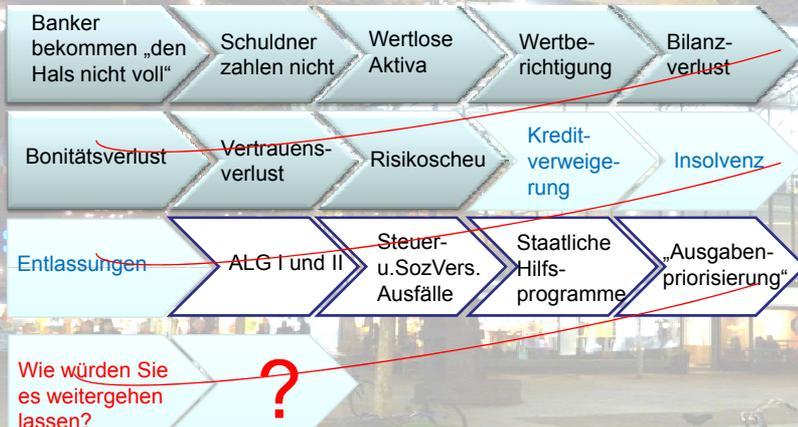 Banker
bekommen „den
Hals nicht voll“
Schuldner
zahlen nicht
Wertlose
Aktiva
Wertbe-
richtigung
Bilanz-
verlust
Bonitätsverlust
Vertrauens-
verlust
Risikoscheu
Kredit-
verweige-
rung
Insolvenz
Entlassungen
ALG I und II
Steuer-
u.SozVers.
Ausfälle
Staatliche
Hilfs-
programme
„Ausgaben-
priorisierung“
Wie würden Sie
es weitergehen
lassen?
?